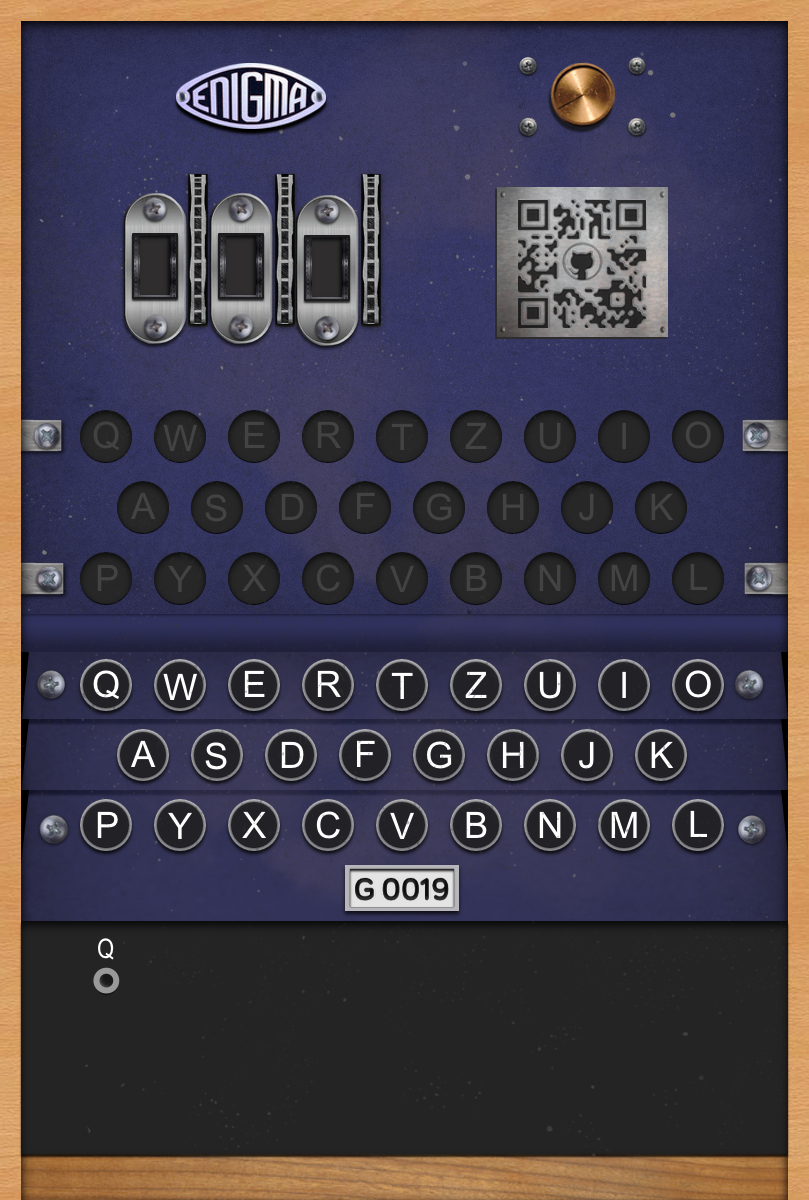 ENIGMA
Q W E R T Z U I O
A S D F G H J K
P Y X C V B N M L
Q W E R T Z U I O
A S D F G H J K
P Y X C V B N M L
G 0019
Q